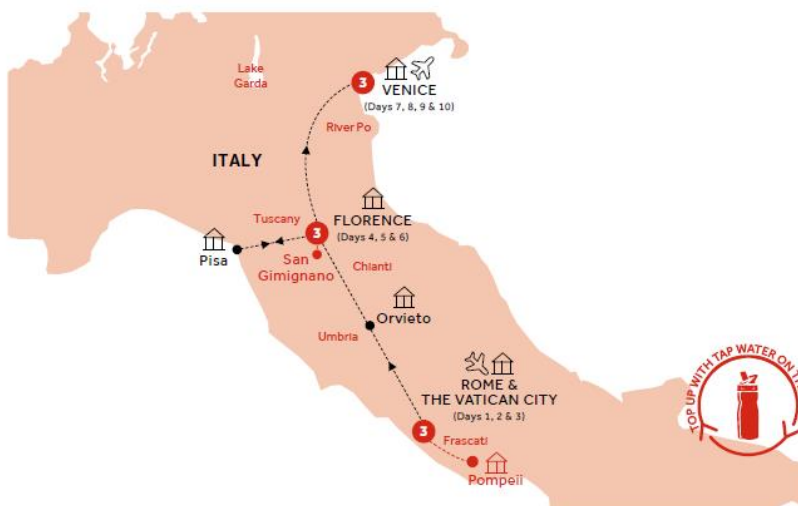 Lake
Garda
3
VENICE
(Days 7, 8, 9 & 10)
River Po
ITALY
FLORENCE
(Days 4, 5 & 6)
Tuscany
3
Pisa
San
Gimignano
Chianti
Orvieto
Umbria
ROME &
THE VATICAN CITY
(Days 1, 2 & 3)
3
Frascati
Pompeii
TOP UP WITH TAP WATER ON